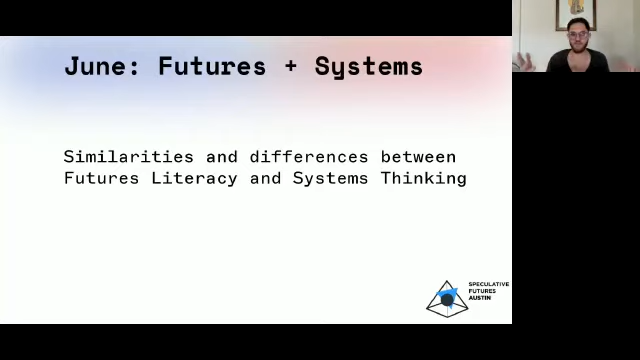 June: Futures + Systems
Similarities and differences between
Futures Literacy and Systems Thinking
SPECULATIVE
FUTURES
AUSTIN